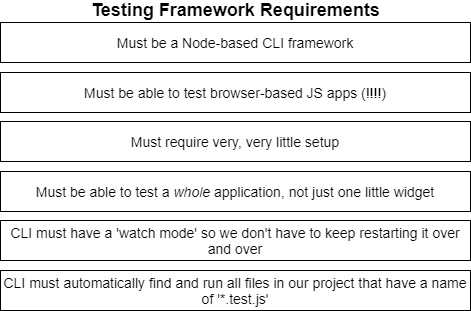 Testing Framework Requirements
Must be a Node-based CLI framework
Must be able to test browser-based JS apps (!!!!)
Must require very, very little setup
Must be able to test a whole application, not just one little widget
CLI must have a 'watch mode' so we don't have to keep restarting it over
and over
CLI must automatically find and run all files in our project that have a name
of '*.test.js'